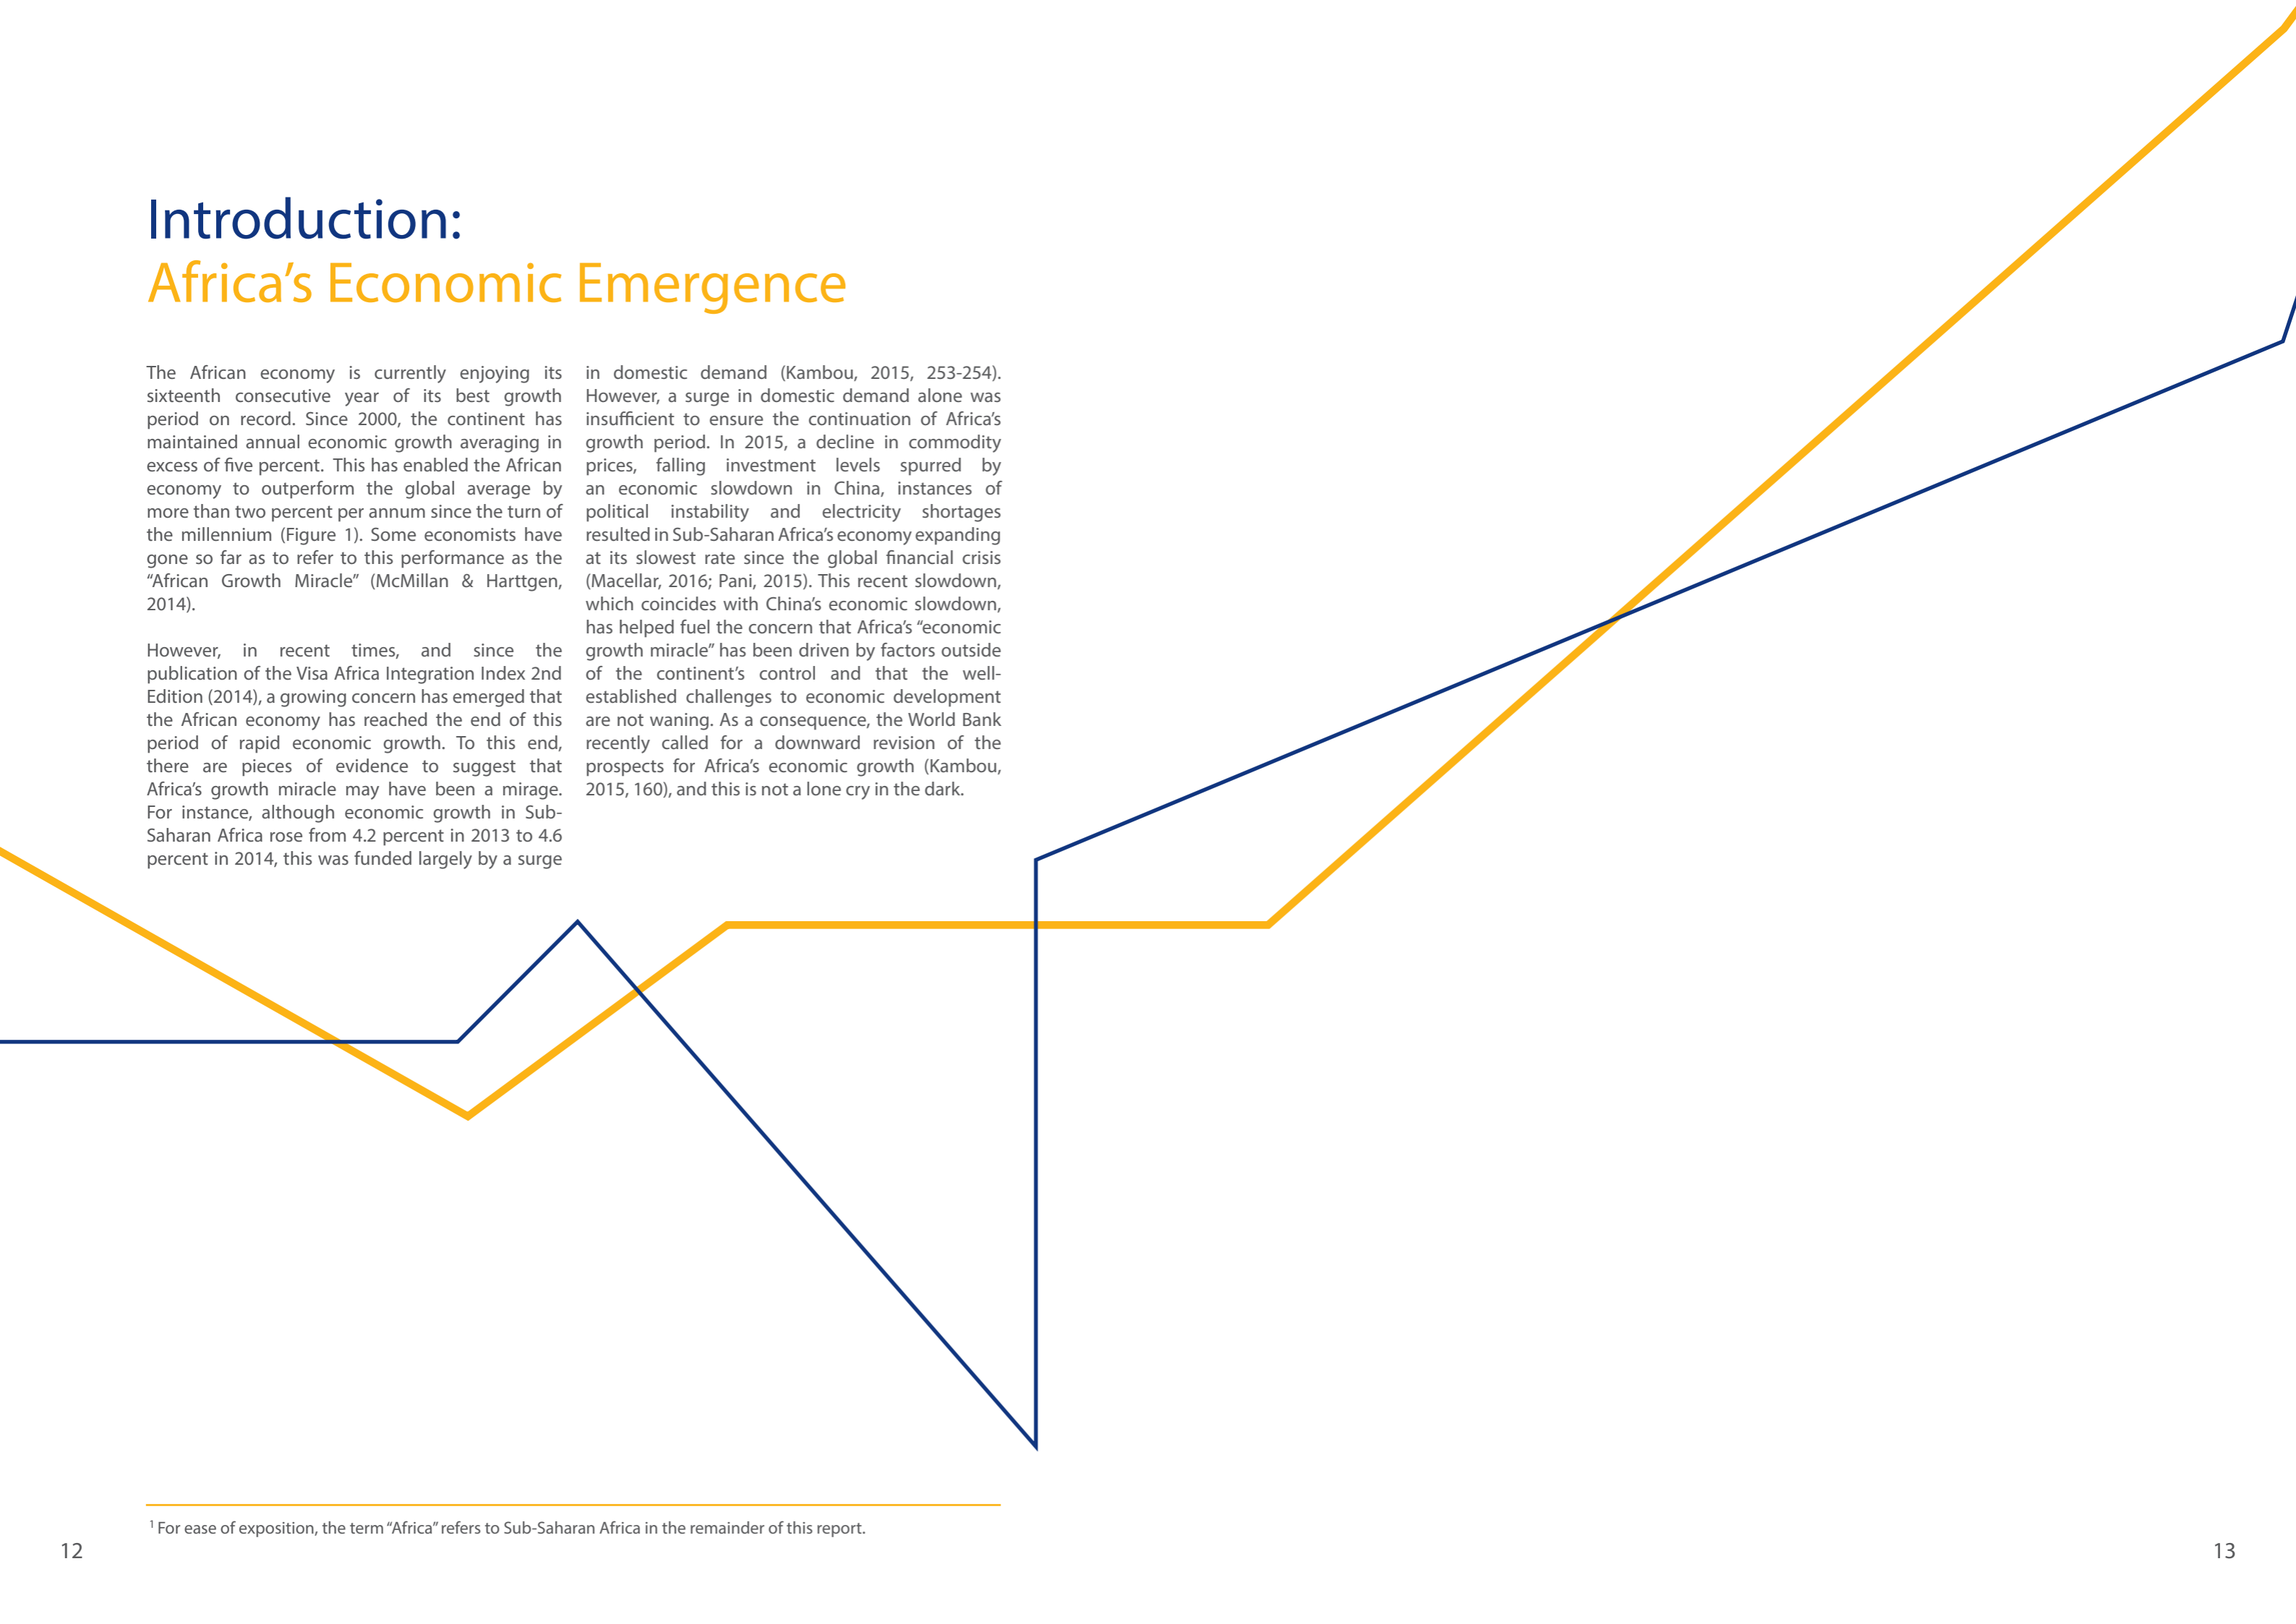 Introduction:
Africa’s Economic Emergence
The African economy is currently enjoying its
sixteenth consecutive year of its best growth
period on record. Since 2000, the continent has
maintained annual economic growth averaging in
excess of five percent. This has enabled the African
economy to outperform the global average by
more than two percent per annum since the turn of
the millennium (Figure 1). Some economists have
gone so far as to refer to this performance as the
“African Growth Miracle” (McMillan & Harttgen,
2014).
However, in recent times, and since the
publication of the Visa Africa Integration Index 2nd
Edition (2014), a growing concern has emerged that
the African economy has reached the end of this
period of rapid economic growth. To this end,
there are pieces of evidence to suggest that
Africa’s growth miracle may have been a mirage.
For instance, although economic growth in Sub-
Saharan Africa rose from 4.2 percent in 2013 to 4.6
percent in 2014, this was funded largely by a surge
in domestic demand (Kambou, 2015, 253-254).
However, a surge in domestic demand alone was
insufficient to ensure the continuation of Africa’s
growth period. In 2015, a decline in commodity
prices, falling investment levels spurred by
an economic slowdown in China, instances of
political instability and electricity shortages
resulted in Sub-Saharan Africa’s economy expanding
at its slowest rate since the global financial crisis
(Macellar, 2016; Pani, 2015). This recent slowdown,
which coincides with China’s economic slowdown,
has helped fuel the concern that Africa’s “economic
growth miracle” has been driven by factors outside
of the continent’s control and that the well-
established challenges to economic development
are not waning. As a consequence, the World Bank
recently called for a downward revision of the
prospects for Africa’s economic growth (Kambou,
2015, 160), and this is not a lone cry in the dark.
1 For ease of exposition, the term “Africa” refers to Sub-Saharan Africa in the remainder of this report.
12
13